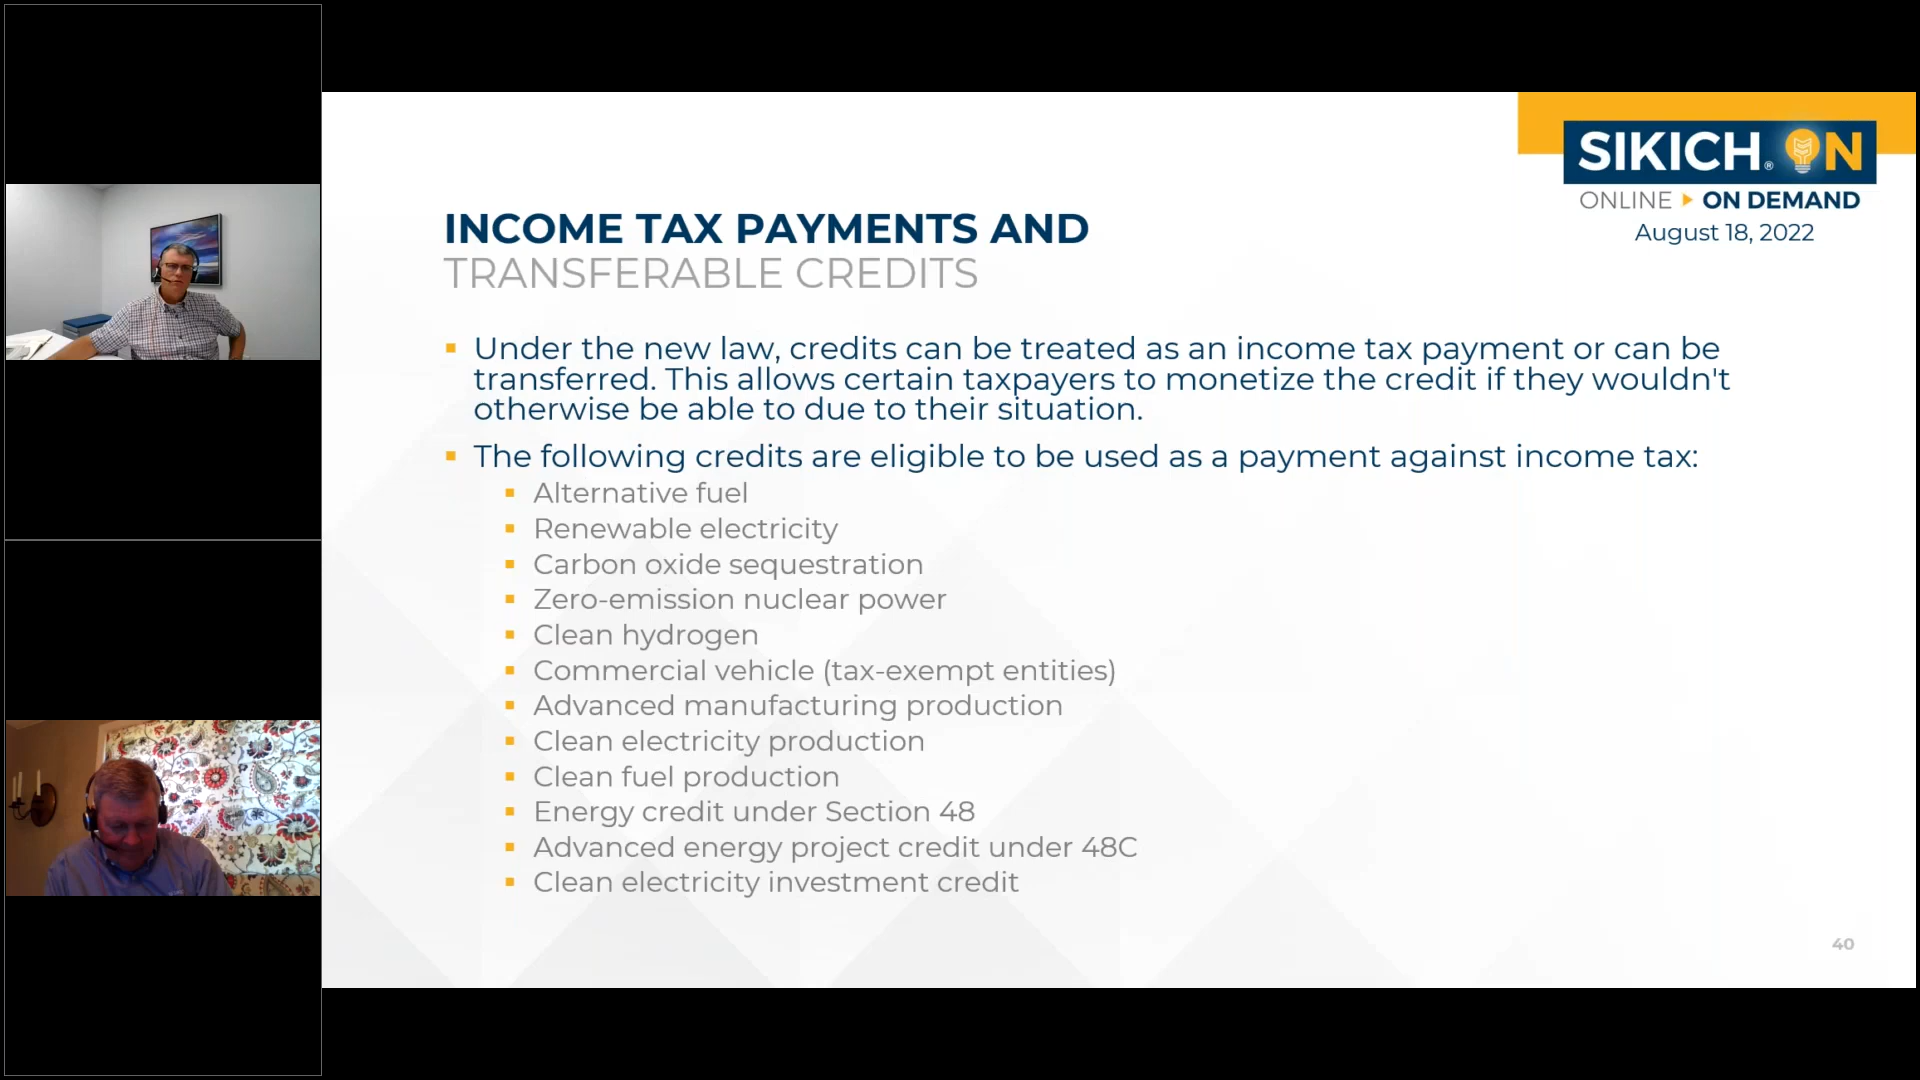 SIKICH® ON
ONLINE ▸ ON DEMAND
August 18, 2022
INCOME TAX PAYMENTS AND
TRANSFERABLE CREDITS
▪ Under the new law, credits can be treated as an income tax payment or can be
transferred. This allows certain taxpayers to monetize the credit if they wouldn't
otherwise be able to due to their situation.
▪ The following credits are eligible to be used as a payment against income tax:
▪ Alternative fuel
▪ Renewable electricity
▪ Carbon oxide sequestration
▪ Zero-emission nuclear power
▪ Clean hydrogen
▪ Commercial vehicle (tax-exempt entities)
▪ Advanced manufacturing production
▪ Clean electricity production
▪ Clean fuel production
▪ Energy credit under Section 48
▪ Advanced energy project credit under 48C
▪ Clean electricity investment credit
40